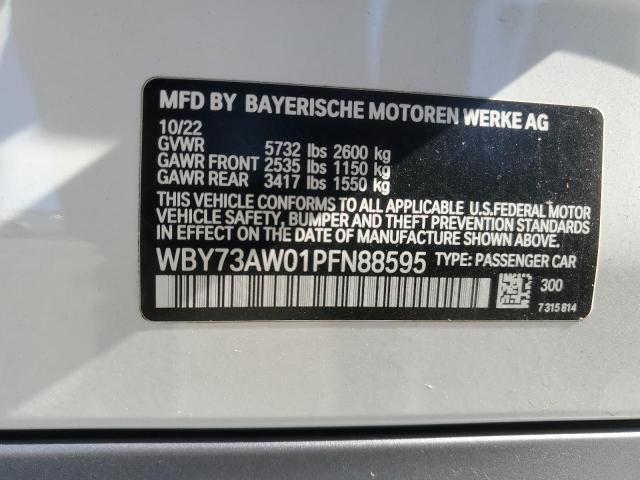 MFD BY BAYERISCHE MOTOREN WERKE AG
10/22
GVWR 5732 lbs 2600 kg
GAWR FRONT 2535 lbs 1150 kg
GAWR REAR 3417 lbs 1550 kg
THIS VEHICLE CONFORMS TO ALL APPLICABLE U.S.FEDERAL MOTOR
VEHICLE SAFETY, BUMPER AND THEFT PREVENTION STANDARDS
IN EFFECT ON THE DATE OF MANUFACTURE SHOWN ABOVE.
WBY73AW01PFN88595 TYPE: PASSENGER CAR
300
7 315 814